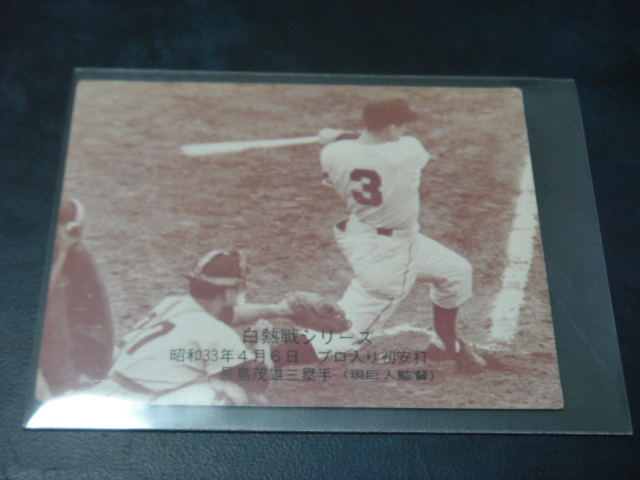 3
白熱戦シリーズ
昭和33年4月6日 プロ入り初安打
長島茂雄三塁手（現巨人監督）